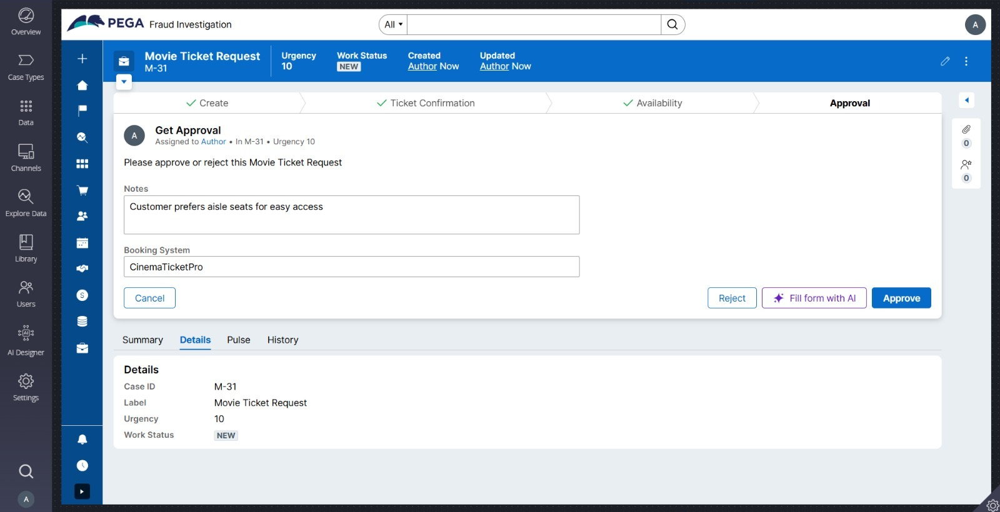 Overview
Case Types
Data
Channels
Explore Data
Library
Users
AI Designer
Settings
A
PEGA Fraud Investigation
All
A
Movie Ticket Request
M-31
Urgency
10
Work Status
NEW
Created
Author Now
Updated
Author Now
Create
Ticket Confirmation
Availability
Approval
A
Get Approval
Assigned to Author • In M-31 • Urgency 10
Please approve or reject this Movie Ticket Request
Notes
Customer prefers aisle seats for easy access
Booking System
CinemaTicketPro
Cancel
Reject
Fill form with AI
Approve
0
0
Summary
Details
Pulse
History
Details
Case ID M-31
Label Movie Ticket Request
Urgency 10
Work Status NEW